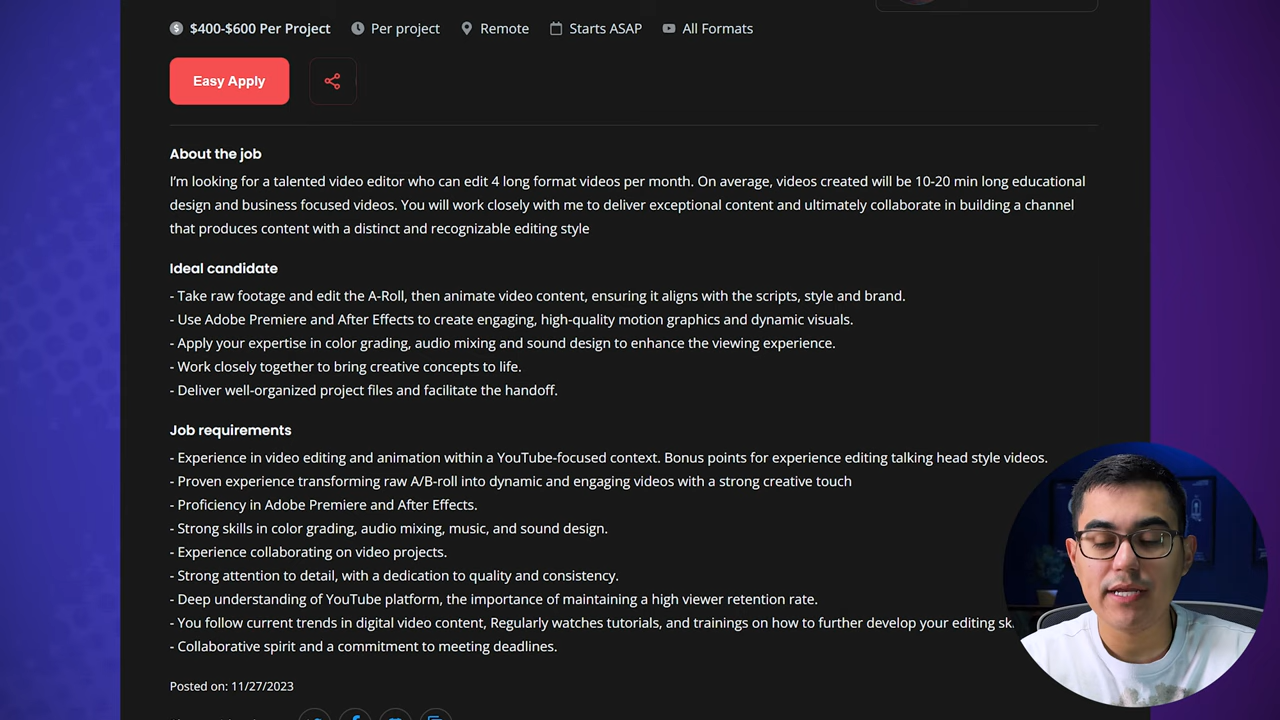 $400-$600 Per Project Per project Remote Starts ASAP All Formats
Easy Apply
About the job
I'm looking for a talented video editor who can edit 4 long format videos per month. On average, videos created will be 10-20 min long educational
design and business focused videos. You will work closely with me to deliver exceptional content and ultimately collaborate in building a channel
that produces content with a distinct and recognizable editing style
Ideal candidate
- Take raw footage and edit the A-Roll, then animate video content, ensuring it aligns with the scripts, style and brand.
- Use Adobe Premiere and After Effects to create engaging, high-quality motion graphics and dynamic visuals.
- Apply your expertise in color grading, audio mixing and sound design to enhance the viewing experience.
- Work closely together to bring creative concepts to life.
- Deliver well-organized project files and facilitate the handoff.
Job requirements
- Experience in video editing and animation within a YouTube-focused context. Bonus points for experience editing talking head style videos.
- Proven experience transforming raw A/B-roll into dynamic and engaging videos with a strong creative touch
- Proficiency in Adobe Premiere and After Effects.
- Strong skills in color grading, audio mixing, music, and sound design.
- Experience collaborating on video projects.
- Strong attention to detail, with a dedication to quality and consistency.
- Deep understanding of YouTube platform, the importance of maintaining a high viewer retention rate.
- You follow current trends in digital video content, Regularly watches tutorials, and trainings on how to further develop your editing
- Collaborative spirit and a commitment to meeting deadlines.
Posted on: 11/27/2023